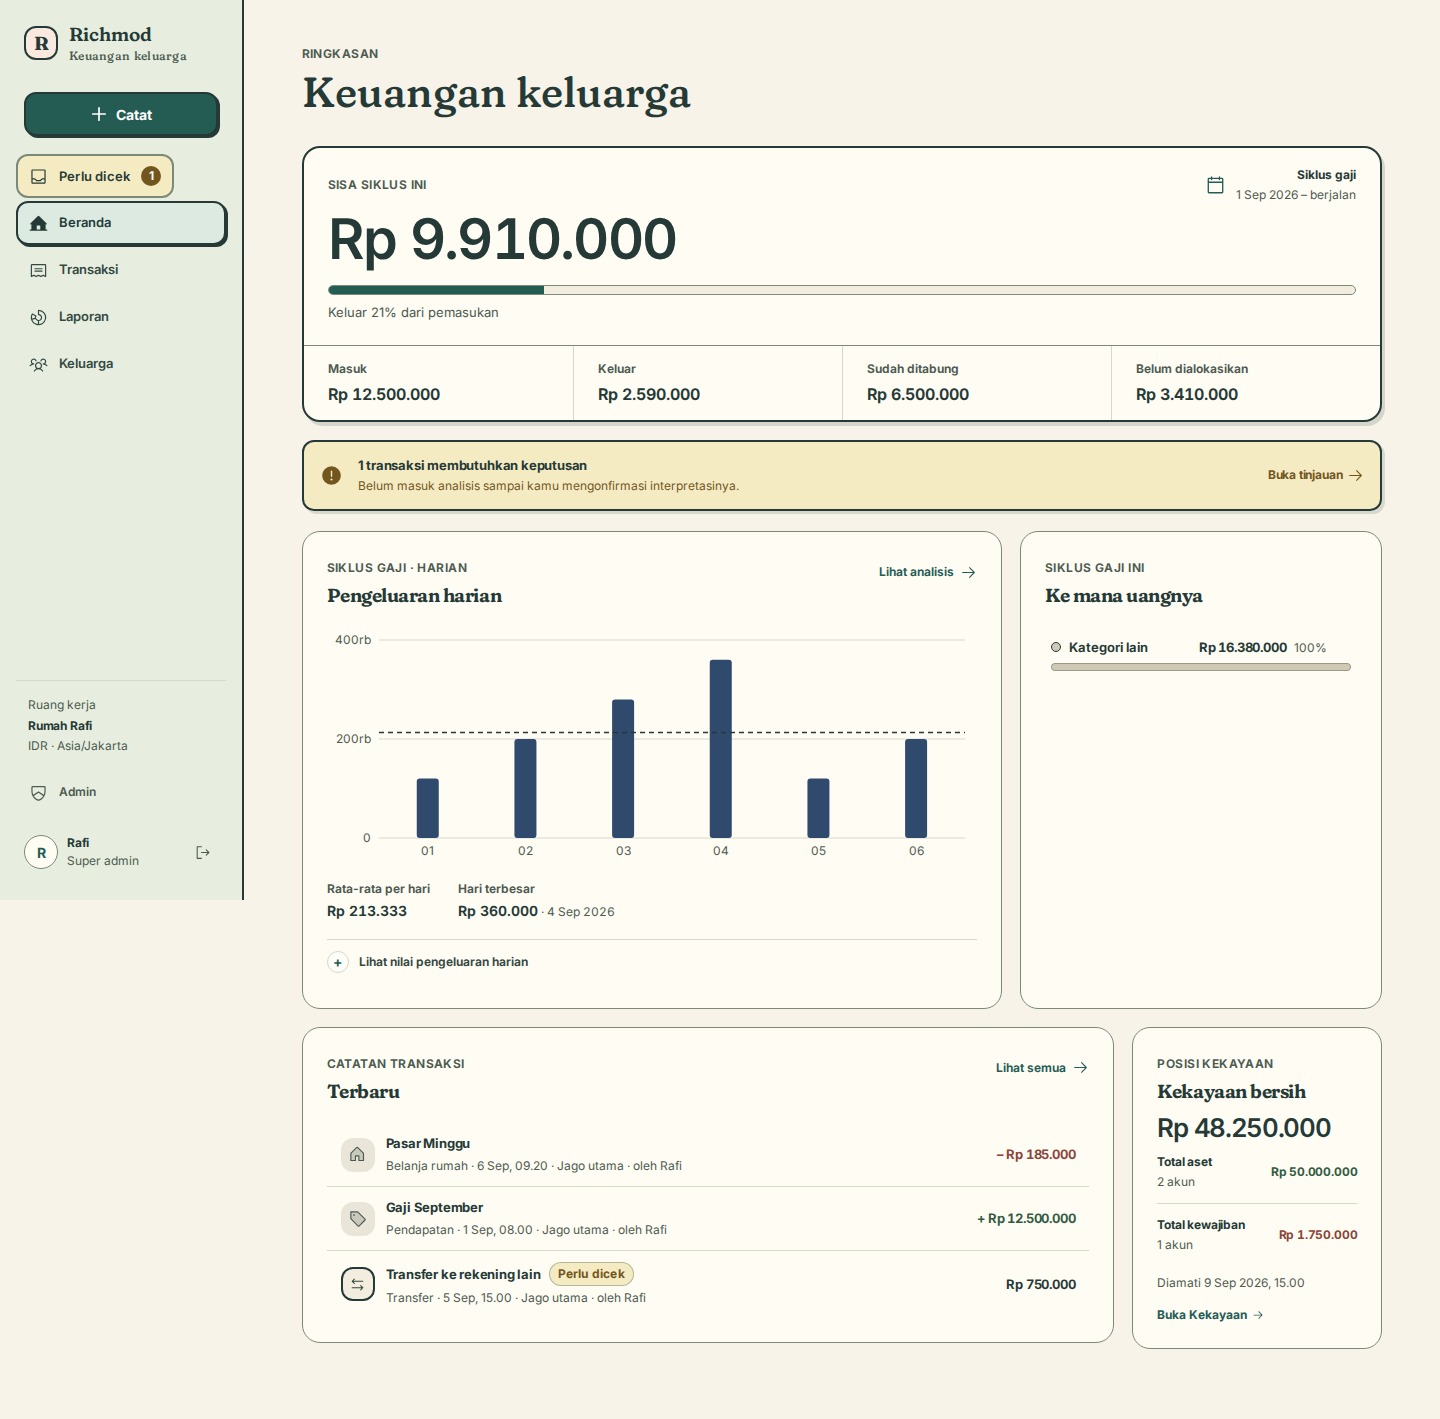 R
Richmod
Keuangan keluarga
+ Catat
Perlu dicek 1
Beranda
Transaksi
Laporan
Keluarga
Ruang kerja
Rumah Rafi
IDR · Asia/Jakarta
Admin
R
Rafi
Super admin
RINGKASAN
Keuangan keluarga
SISA SIKLUS INI
Siklus gaji
1 Sep 2026 – berjalan
Rp 9.910.000
Keluar 21% dari pemasukan
Masuk
Rp 12.500.000
Keluar
Rp 2.590.000
Sudah ditabung
Rp 6.500.000
Belum dialokasikan
Rp 3.410.000
1 transaksi membutuhkan keputusan
Belum masuk analisis sampai kamu mengonfirmasi interpretasinya.
Buka tinjauan →
SIKLUS GAJI · HARIAN
Pengeluaran harian
Lihat analisis →
400rb
200rb
0
01 02 03 04 05 06
Rata-rata per hari
Rp 213.333
Hari terbesar
Rp 360.000 · 4 Sep 2026
+ Lihat nilai pengeluaran harian
SIKLUS GAJI INI
Ke mana uangnya
Kategori lain Rp 16.380.000 100%
CATATAN TRANSAKSI
Terbaru
Lihat semua →
Pasar Minggu
Belanja rumah · 6 Sep, 09.20 · Jago utama · oleh Rafi
– Rp 185.000
Gaji September
Pendapatan · 1 Sep, 08.00 · Jago utama · oleh Rafi
+ Rp 12.500.000
Transfer ke rekening lain Perlu dicek
Transfer · 5 Sep, 15.00 · Jago utama · oleh Rafi
Rp 750.000
POSISI KEKAYAAN
Kekayaan bersih
Rp 48.250.000
Total aset
2 akun
Rp 50.000.000
Total kewajiban
1 akun
Rp 1.750.000
Diamati 9 Sep 2026, 15.00
Buka Kekayaan →